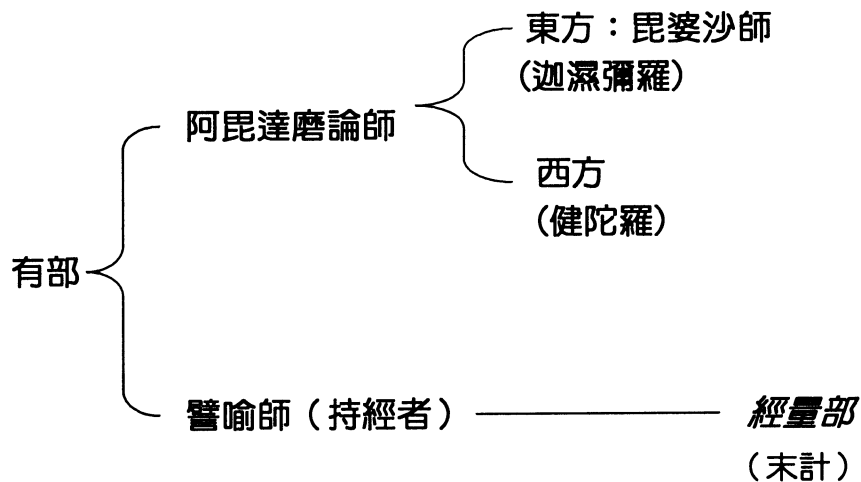 東方：毘婆沙師
(迦濕彌羅)
阿毘達磨論師
西方
(健陀羅)
有部
譬喻師（持經者）
經量部
（末計）